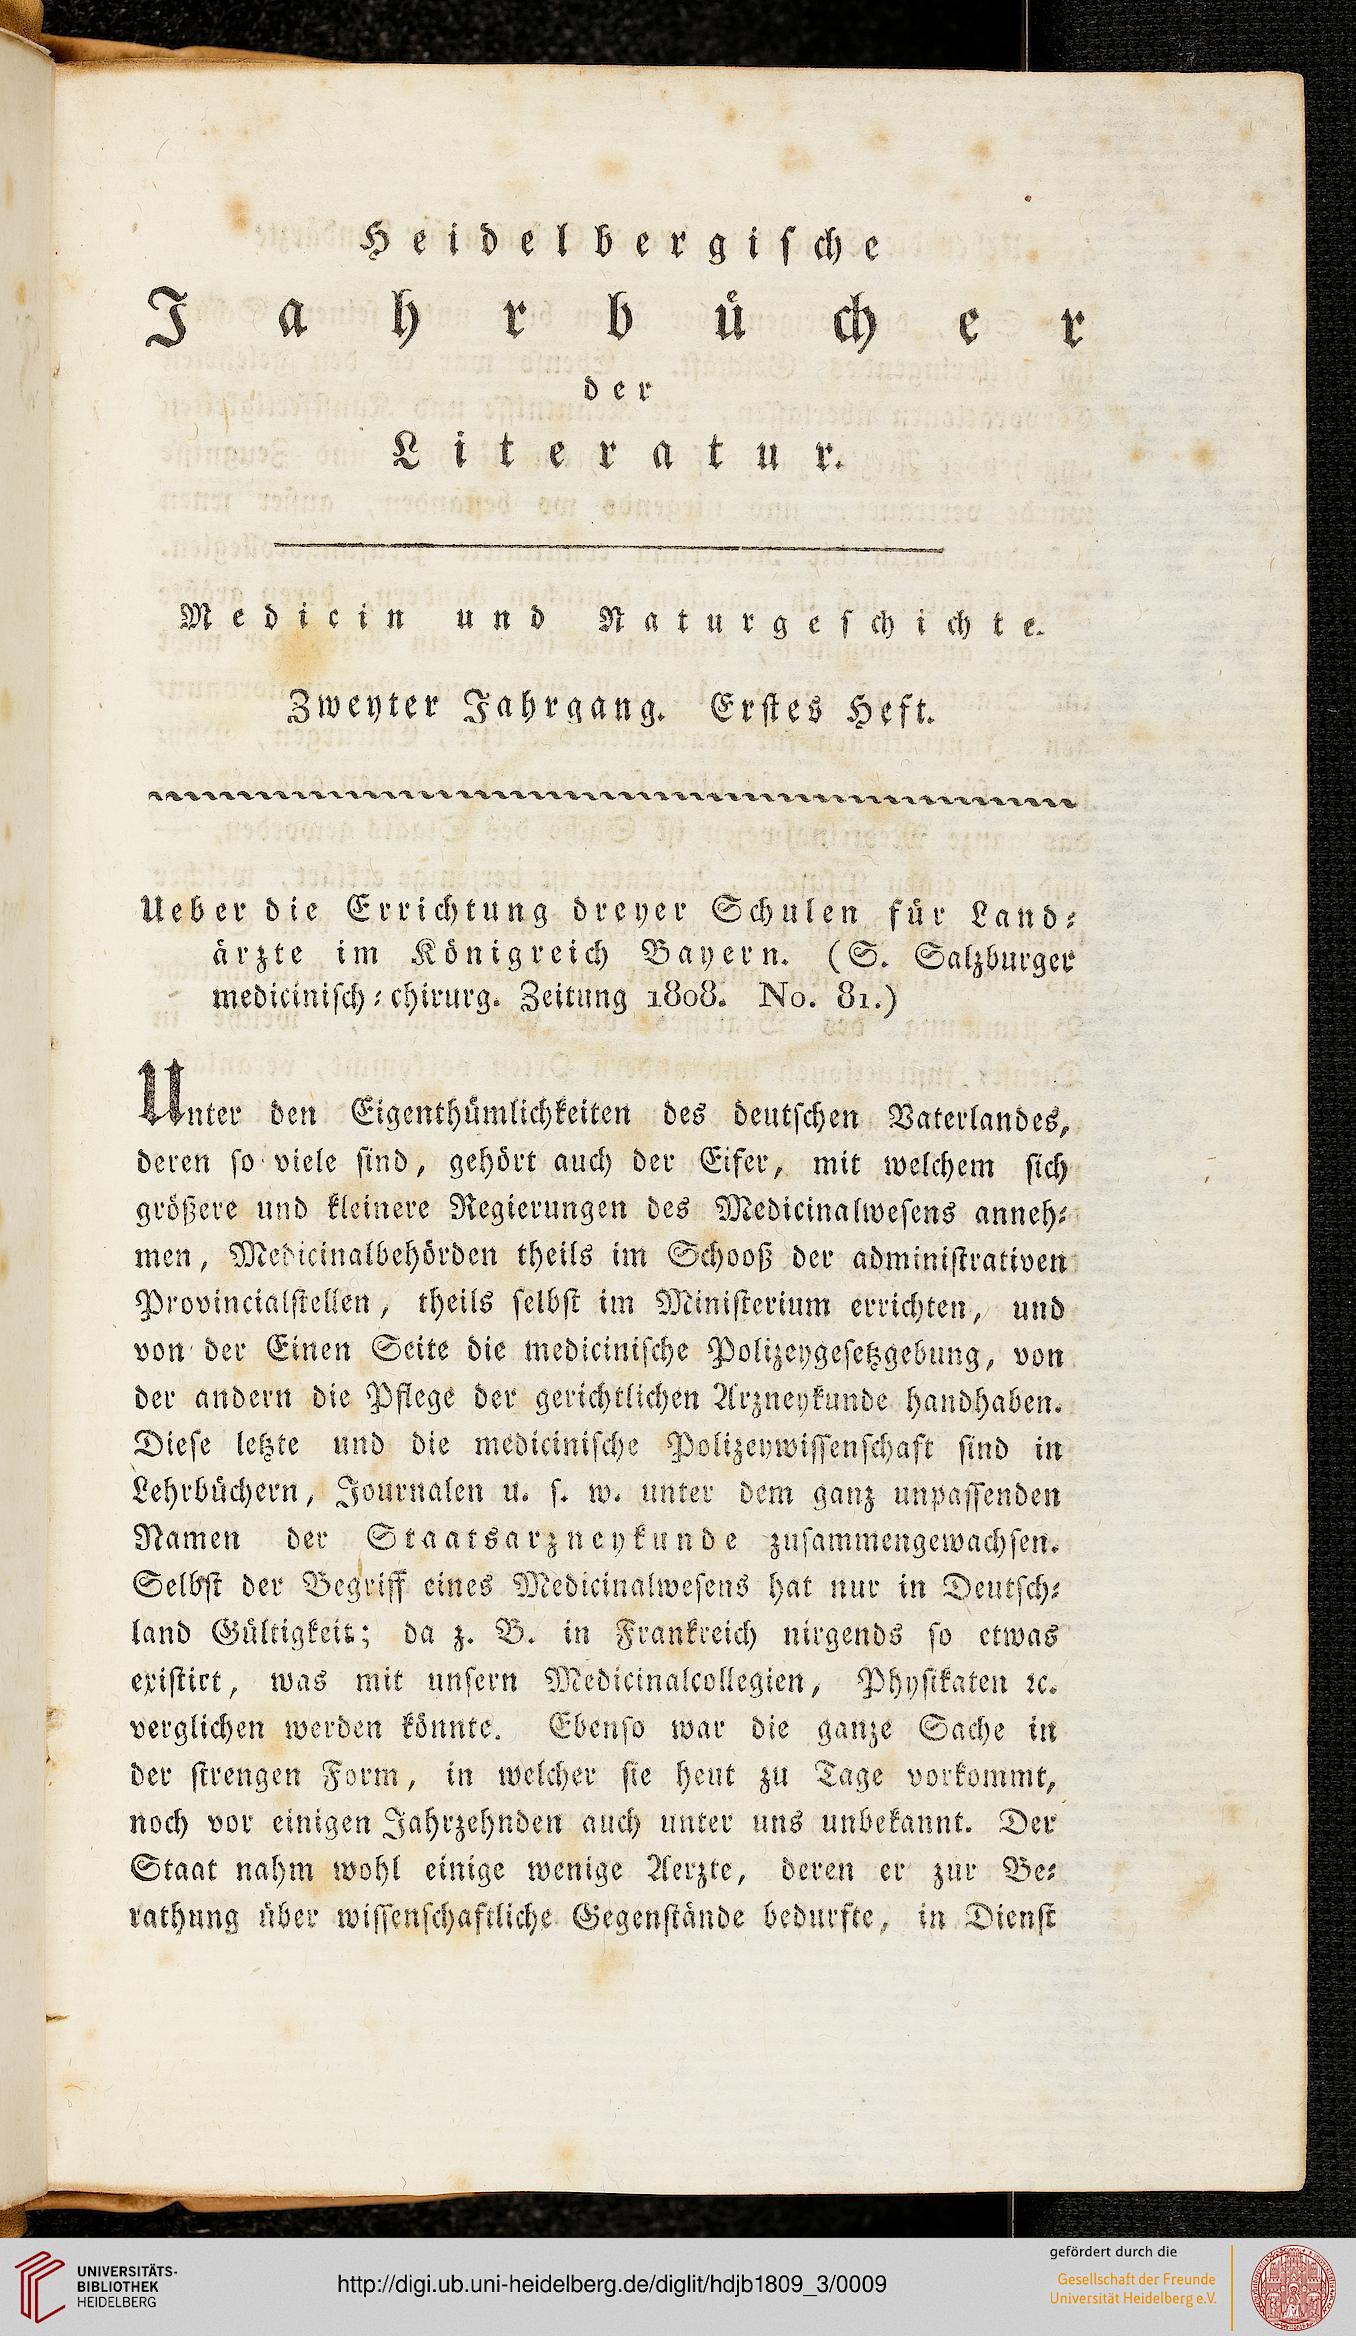 Heidelbergische
Jahrbücher
der
Literatur.
Medicin und Naturgeschichte.
Zweyter Jahrgang. Erstes Heft.
Ueber die Errichtung dreyer Schulen für Land-
ärzte im Königreich Bayern. (S. Salzburger
medicinisch-chirurg. Zeitung 1808. No. 81.)
Unter den Eigenthümlichkeiten des deutschen Vaterlandes,
deren so viele sind, gehört auch der Eifer, mit welchem sich
größere und kleinere Regierungen des Medicinalwesens anneh-
men, Medicinalbehörden theils im Schooß der administrativen
Provincialstellen, theils selbst im Ministerium errichten, und
von der Einen Seite die medicinische Polizeygesetzgebung, von
der andern die Pflege der gerichtlichen Arzneykunde handhaben.
Diese letzte und die medicinische Polizeywissenschaft sind in
Lehrbüchern, Journalen u. s. w. unter dem ganz unpassenden
Namen der Staatsarzneykunde zusammengewachsen.
Selbst der Begriff eines Medicinalwesens hat nur in Deutsch-
land Gültigkeit; da z. B. in Frankreich nirgends so etwas
existirt, was mit unsern Medicinalcollegien, Physikaten ꝛc.
verglichen werden könnte. Ebenso war die ganze Sache in
der strengen Form, in welcher sie heut zu Tage vorkommt,
noch vor einigen Jahrzehnden auch unter uns unbekannt. Der
Staat nahm wohl einige wenige Aerzte, deren er zur Be-
rathung über wissenschaftliche Gegenstände bedurfte, in Dienst
UNIVERSITÄTS-
BIBLIOTHEK
HEIDELBERG
http://digi.ub.uni-heidelberg.de/diglit/hdjb1809_3/0009
gefördert durch die
Gesellschaft der Freunde
Universität Heidelberg e.V.